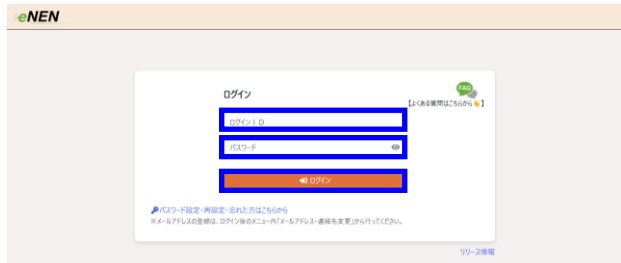 eNEN
ログイン
FAQ
【よくある質問はこちらから👆】
ログインID
パスワード
ログイン
パスワード設定・再設定・忘れた方はこちらから
※メールアドレスの登録は、ログイン後のメニュー内「メールアドレス・連絡先変更」から行ってください。
リリース情報